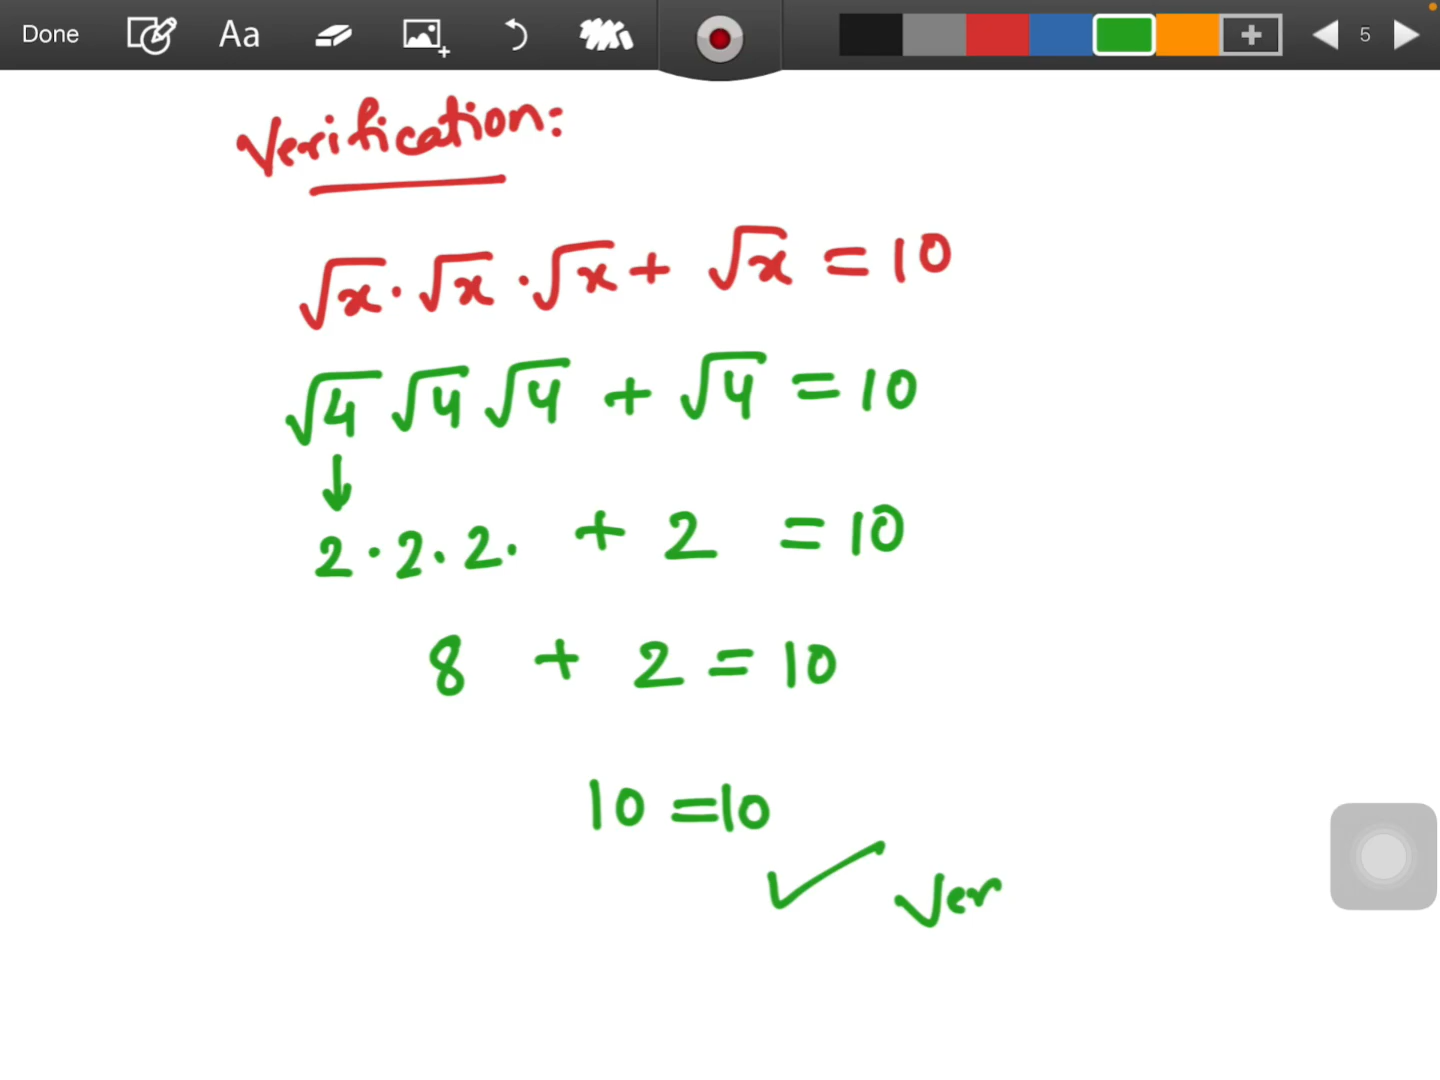 Done Aa 5
Verification:
√x · √x · √x + √x = 10
√4 √4 √4 + √4 = 10
2 · 2 · 2 · + 2 = 10
8 + 2 = 10
10 = 10
Ver